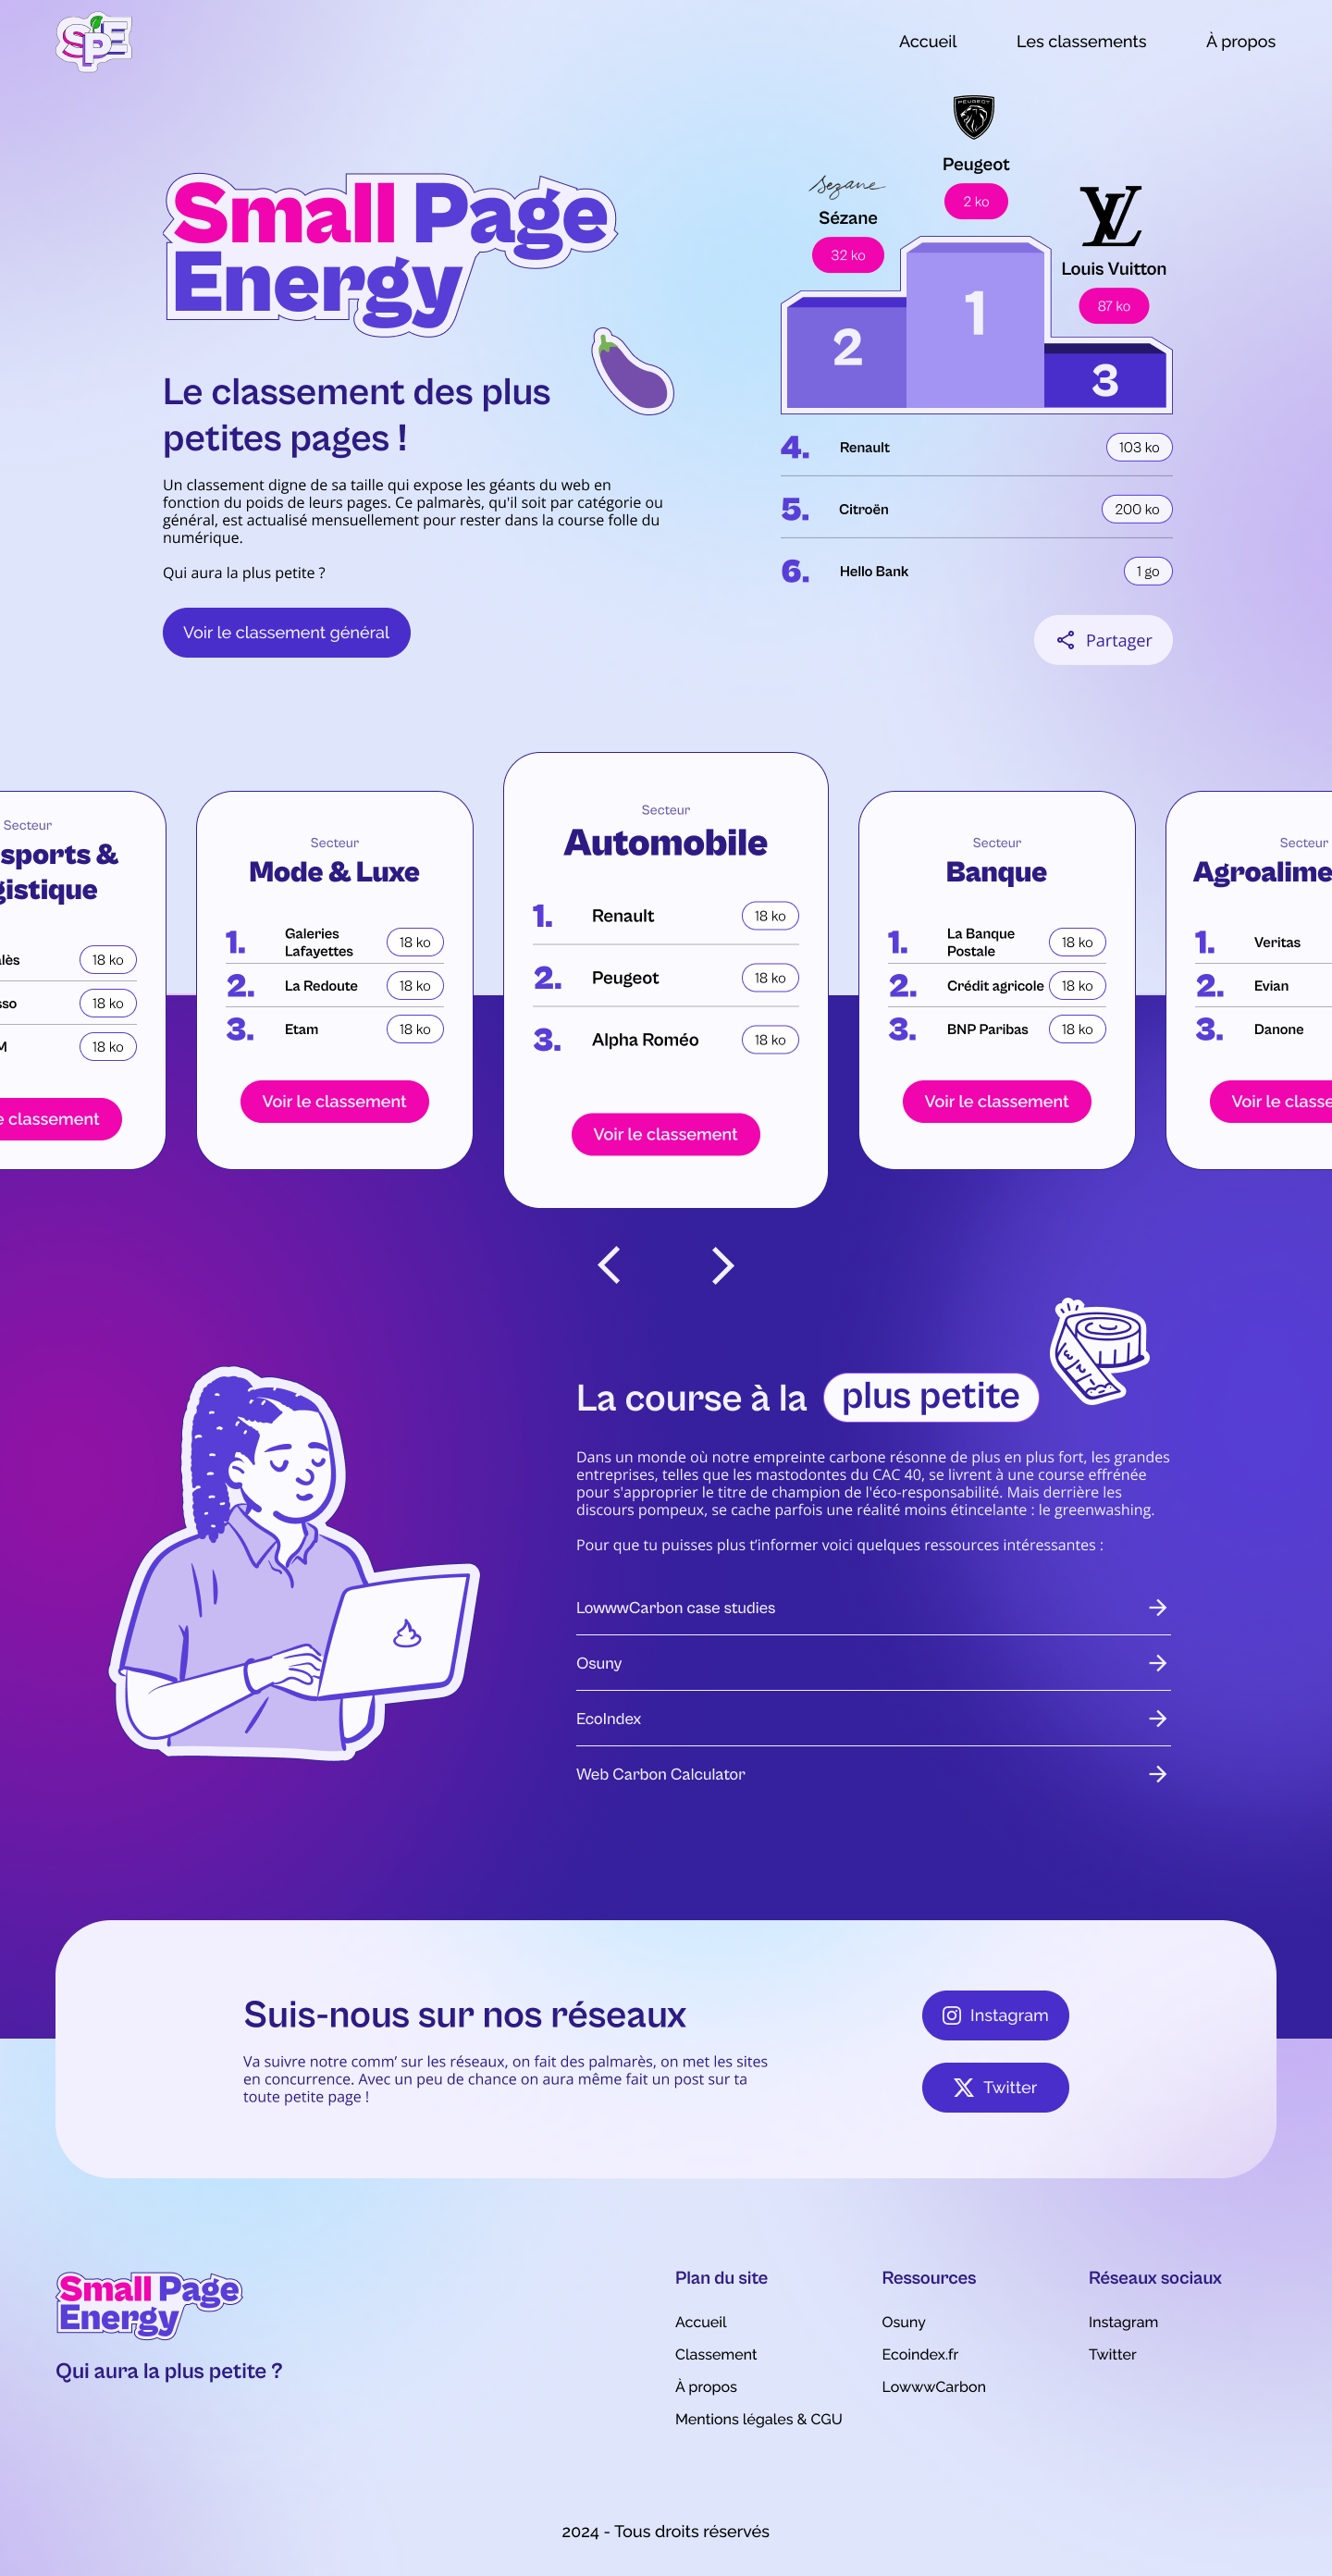 SPE
Accueil
Les classements
À propos
Small Page
Energy
Le classement des plus
petites pages !
Un classement digne de sa taille qui expose les géants du web en
fonction du poids de leurs pages. Ce palmarès, qu'il soit par catégorie ou
général, est actualisé mensuellement pour rester dans la course folle du
numérique.
Qui aura la plus petite ?
Voir le classement général
PEUGEOT
Peugeot
2 ko
Sezane
Sézane
32 ko
LV
Louis Vuitton
87 ko
1
2
3
4. Renault 103 ko
5. Citroën 200 ko
6. Hello Bank 1 go
Partager
Secteur
sports &
gistique
lès 18 ko
sso 18 ko
M 18 ko
e classement
Secteur
Mode & Luxe
1. Galeries
Lafayettes 18 ko
2. La Redoute 18 ko
3. Etam 18 ko
Voir le classement
Secteur
Automobile
1. Renault 18 ko
2. Peugeot 18 ko
3. Alpha Roméo 18 ko
Voir le classement
Secteur
Banque
1. La Banque
Postale 18 ko
2. Crédit agricole 18 ko
3. BNP Paribas 18 ko
Voir le classement
Secteur
Agroalime
1. Veritas
2. Evian
3. Danone
Voir le classe
La course à la plus petite
Dans un monde où notre empreinte carbone résonne de plus en plus fort, les grandes
entreprises, telles que les mastodontes du CAC 40, se livrent à une course effrénée
pour s'approprier le titre de champion de l'éco-responsabilité. Mais derrière les
discours pompeux, se cache parfois une réalité moins étincelante : le greenwashing.
Pour que tu puisses plus t’informer voici quelques ressources intéressantes :
LowwwCarbon case studies
Osuny
EcoIndex
Web Carbon Calculator
Suis-nous sur nos réseaux
Va suivre notre comm’ sur les réseaux, on fait des palmarès, on met les sites
en concurrence. Avec un peu de chance on aura même fait un post sur ta
toute petite page !
Instagram
Twitter
Small Page
Energy
Qui aura la plus petite ?
Plan du site
Accueil
Classement
À propos
Mentions légales & CGU
Ressources
Osuny
Ecoindex.fr
LowwwCarbon
Réseaux sociaux
Instagram
Twitter
2024 - Tous droits réservés